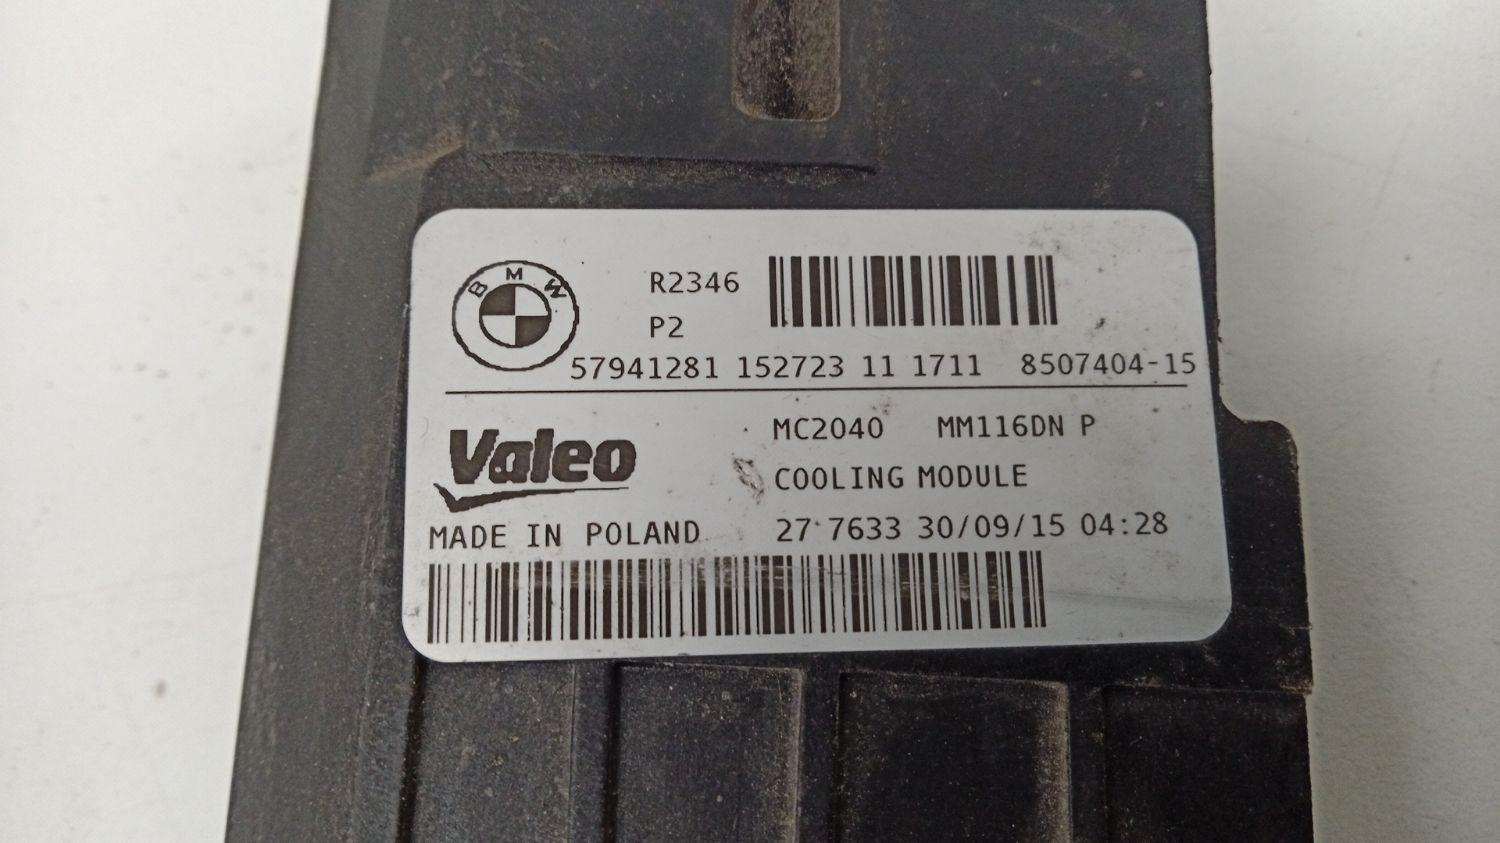 BMW
R2346
P2
57941281 152723 11 1711 8507404-15
Valeo
MC2040 MM116DN P
COOLING MODULE
MADE IN POLAND 27 7633 30/09/15 04:28